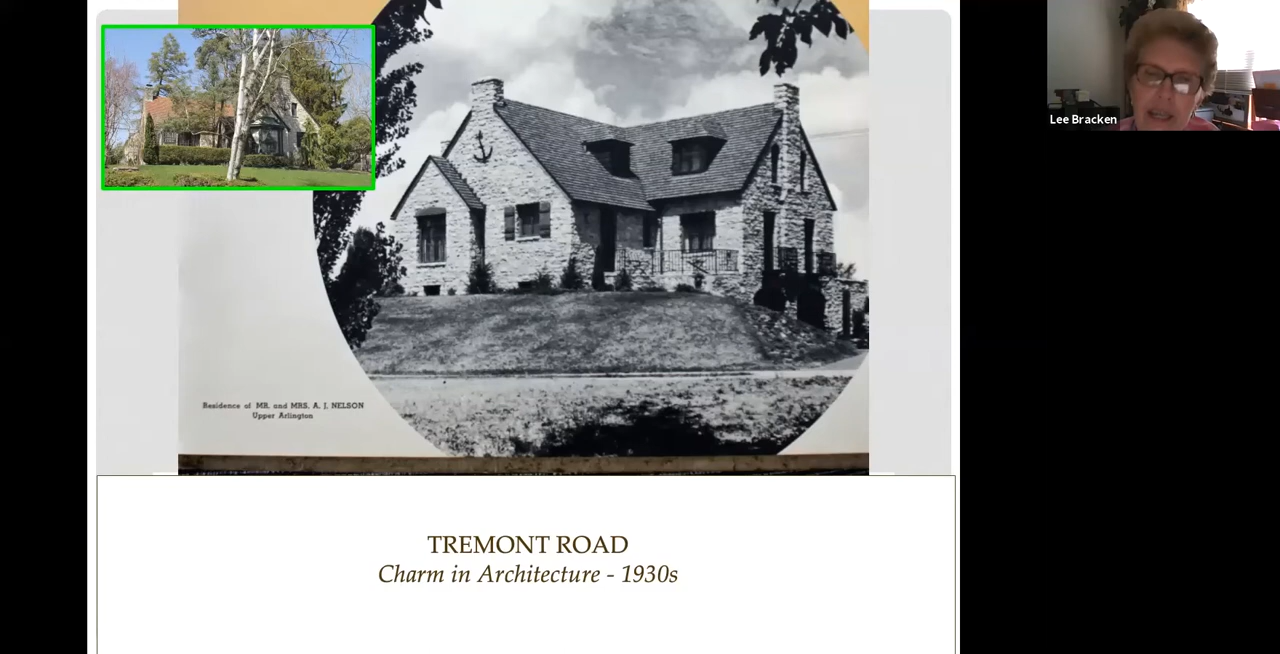 Lee Bracken
Residence of MR. and MRS. A. J. NELSON
Upper Arlington
TREMONT ROAD
Charm in Architecture - 1930s